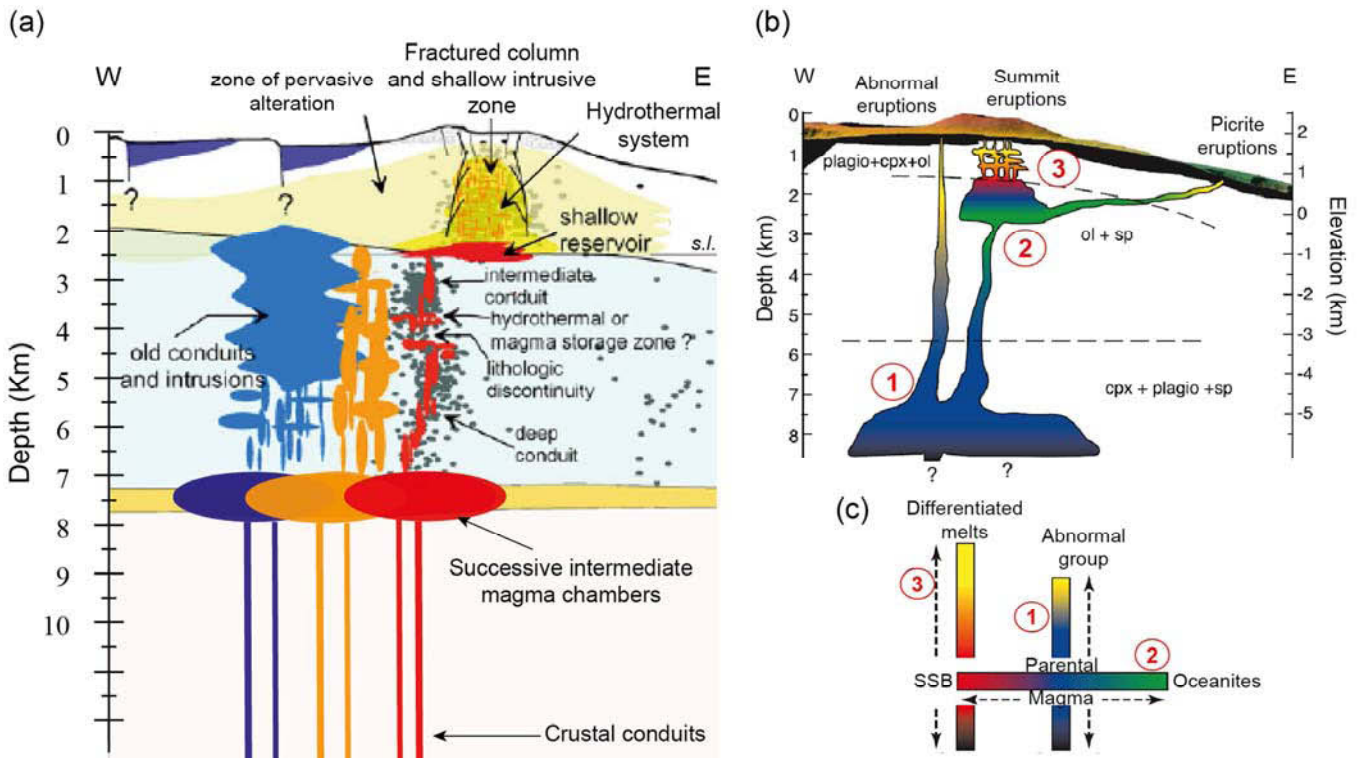 (a)
W
E
zone of pervasive
alteration
Fractured column
and shallow intrusive
zone
Hydrothermal
system
0
1
2
3
4
5
6
7
8
9
10
Depth (Km)
?
?
shallow
reservoir
s.l.
intermediate
conduit
hydrothermal or
magma storage zone ?
lithologic
discontinuity
old conduits
and intrusions
deep
conduit
Successive intermediate
magma chambers
Crustal conduits
(b)
W
E
Abnormal
eruptions
Summit
eruptions
Picrite
eruptions
0
1
2
3
4
5
6
7
8
Depth (km)
2
1
0
-1
-2
-3
-4
-5
Elevation (km)
plagio+cpx+ol
3
2
ol + sp
1
cpx + plagio +sp
?
?
(c)
Differentiated
melts
Abnormal
group
3
1
2
Parental
SSB
Oceanites
Magma